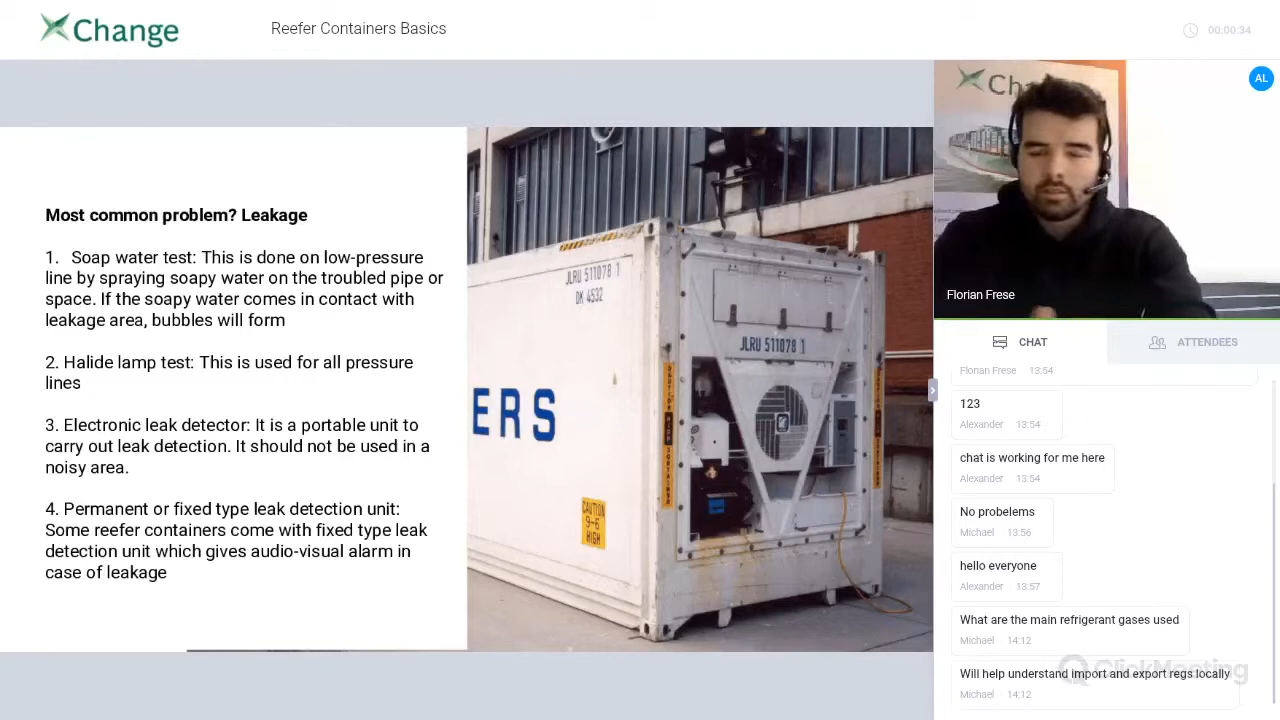 Change
Reefer Containers Basics
00:00:34
Most common problem? Leakage
1. Soap water test: This is done on low-pressure
line by spraying soapy water on the troubled pipe or
space. If the soapy water comes in contact with
leakage area, bubbles will form
2. Halide lamp test: This is used for all pressure
lines
3. Electronic leak detector: It is a portable unit to
carry out leak detection. It should not be used in a
noisy area.
4. Permanent or fixed type leak detection unit:
Some reefer containers come with fixed type leak
detection unit which gives audio-visual alarm in
case of leakage
JLRU 511078 1
DK 4532
JLRU 511078 1
ERS
CAUTION
9-6
HIGH
AL
Florian Frese
CHAT
ATTENDEES
Florian Frese 13:54
123
Alexander 13:54
chat is working for me here
Alexander 13:54
No probelems
Michael 13:56
hello everyone
Alexander 13:57
What are the main refrigerant gases used
Michael 14:12
Will help understand import and export regs locally
Michael 14:12
ClickMeeting